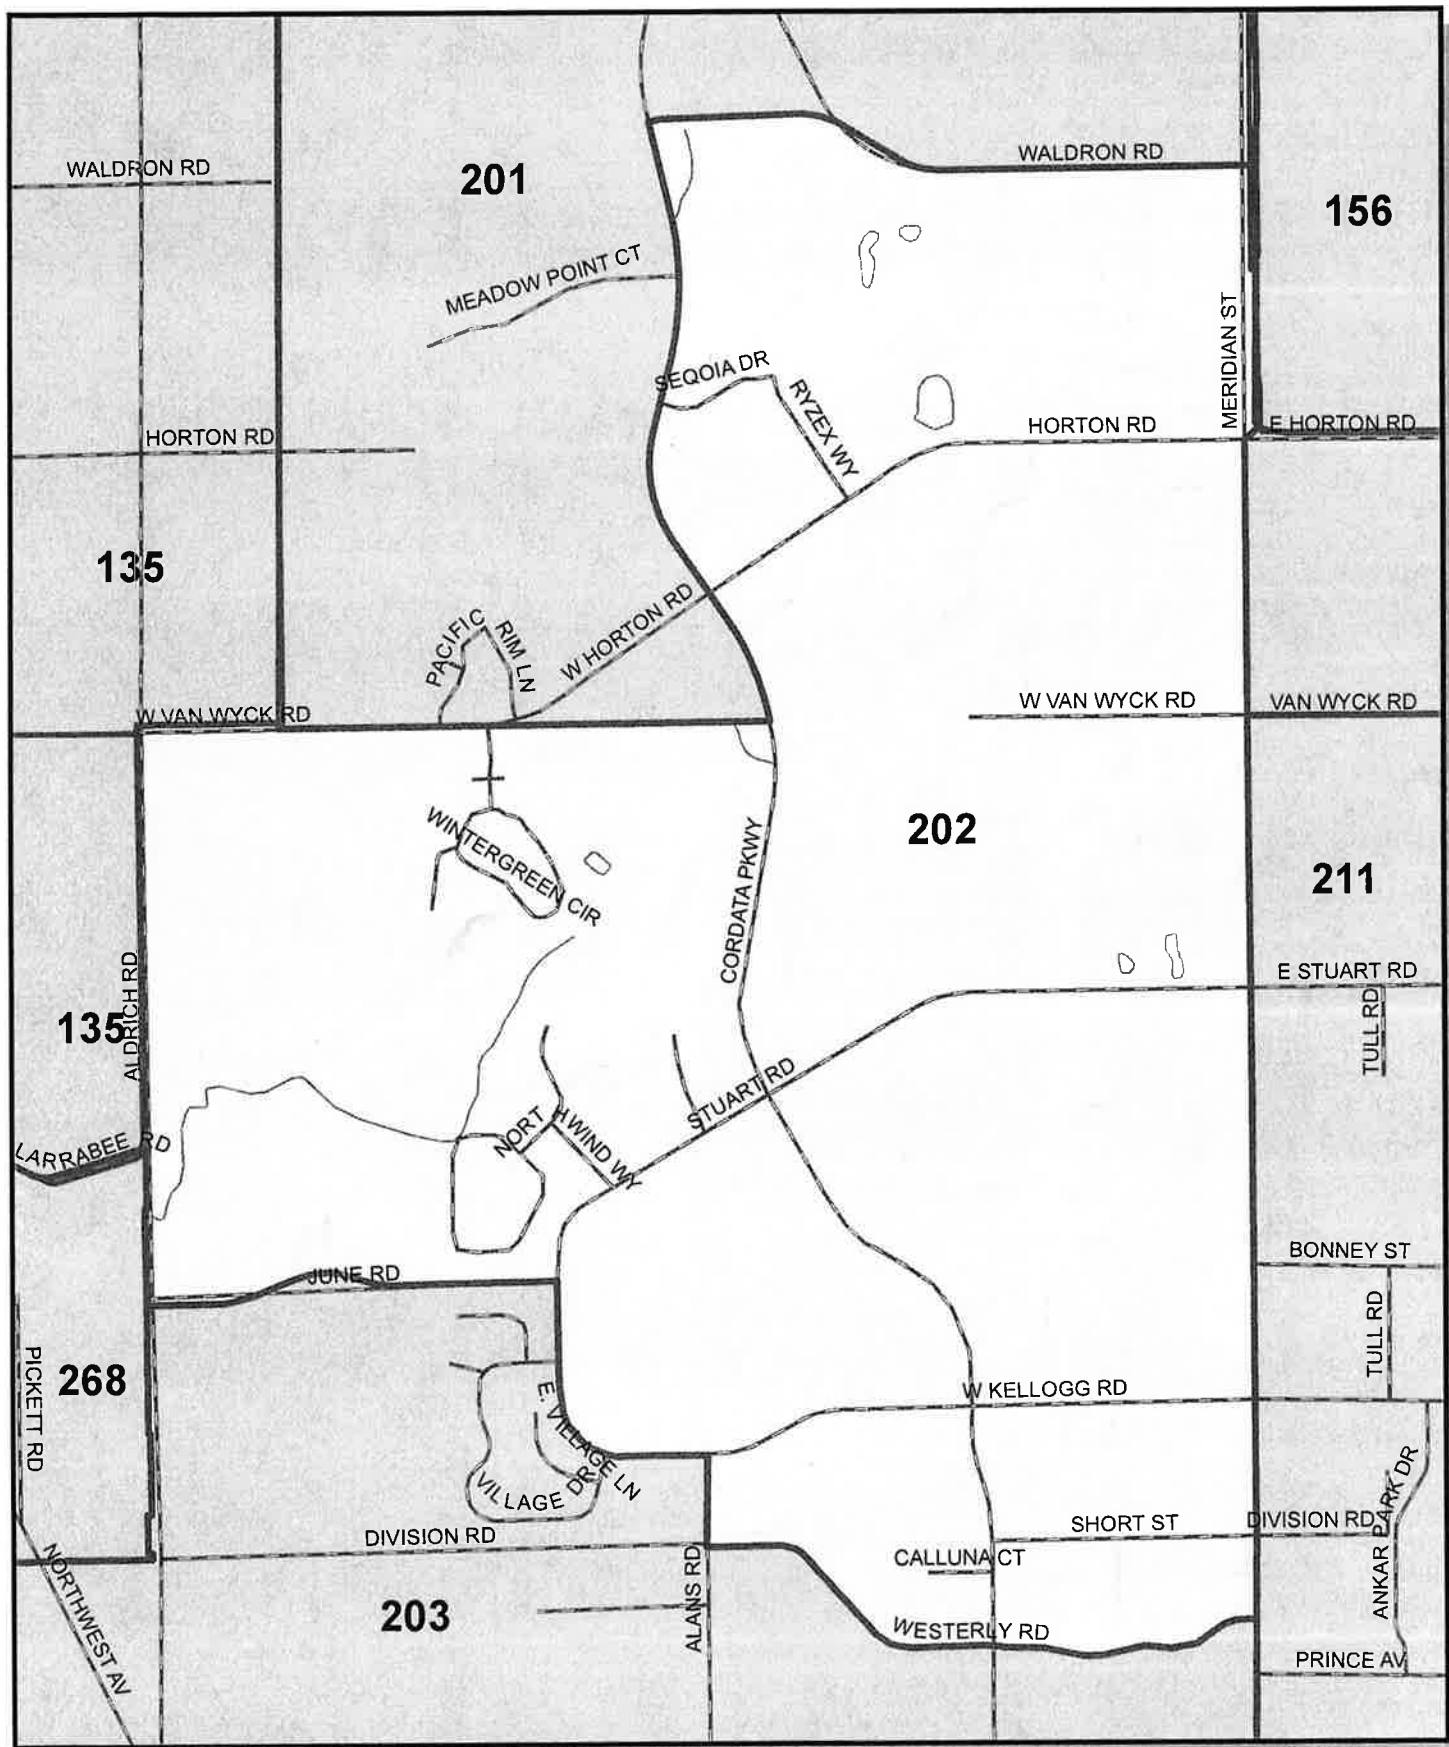 WALDRON RD
201
WALDRON RD
156
MEADOW POINT CT
MERIDIAN ST
SEQOIA DR
RYZEX WY
HORTON RD
HORTON RD
E HORTON RD
135
PACIFIC RIM LN
W HORTON RD
W VAN WYCK RD
W VAN WYCK RD
VAN WYCK RD
WINTERGREEN CIR
CORDATA PKWY
202
211
ALDRICH RD
E STUART RD
135
TULL RD
STUART RD
NORT HWIND WY
LARRABEE RD
BONNEY ST
JUNE RD
TULL RD
PICKETT RD
268
W KELLOGG RD
E. VILLAGE LN
VILLAGE DR
ANKAR PARK DR
DIVISION RD
SHORT ST
DIVISION RD
CALLUNA CT
NORTHWEST AV
203
ALANS RD
WESTERLY RD
PRINCE AV